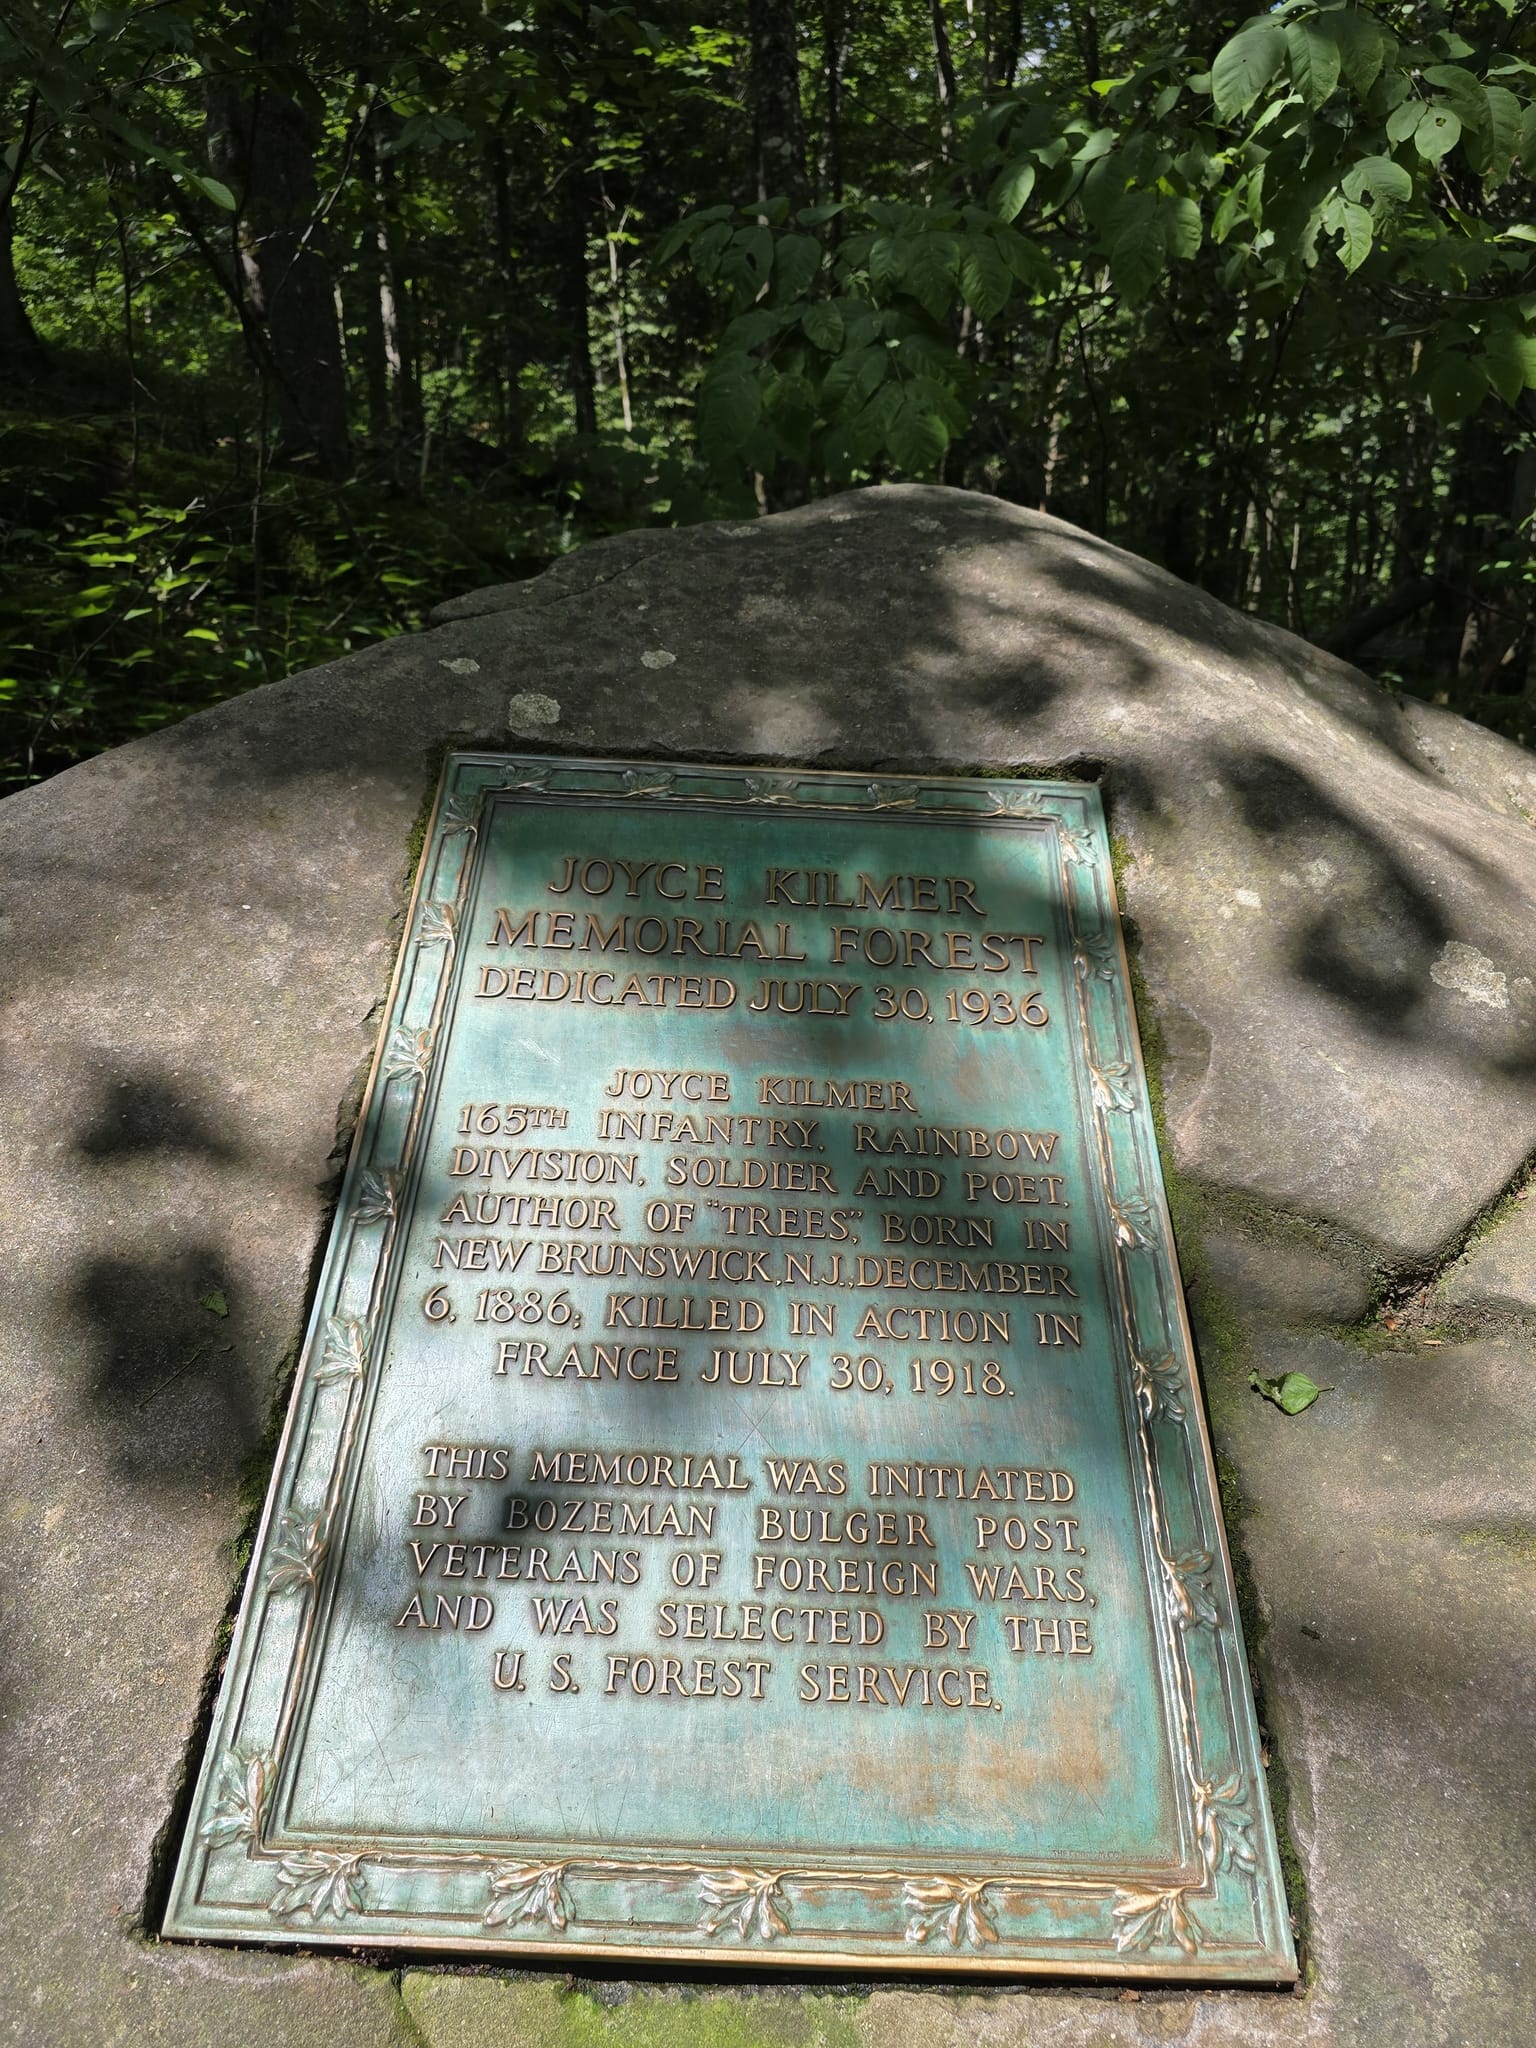 JOYCE KILMER
MEMORIAL FOREST
DEDICATED JULY 30, 1936
JOYCE KILMER
165TH INFANTRY, RAINBOW
DIVISION, SOLDIER AND POET,
AUTHOR OF "TREES", BORN IN
NEW BRUNSWICK, N.J., DECEMBER
6, 1886; KILLED IN ACTION IN
FRANCE JULY 30, 1918.
THIS MEMORIAL WAS INITIATED
BY BOZEMAN BULGER POST,
VETERANS OF FOREIGN WARS,
AND WAS SELECTED BY THE
U. S. FOREST SERVICE.